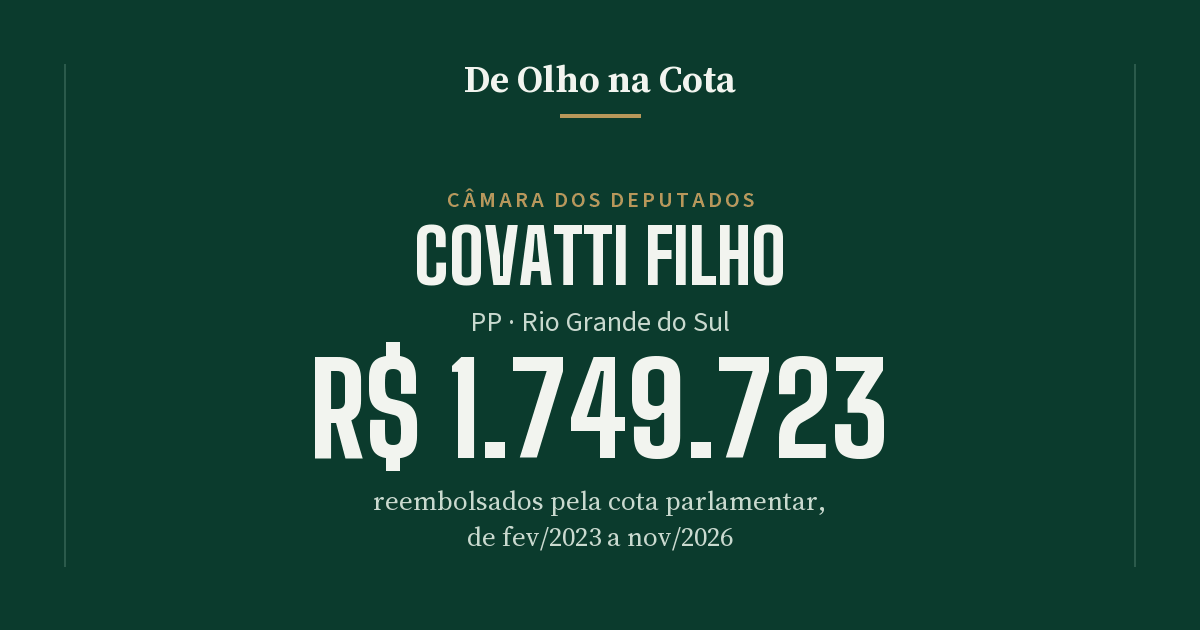 De Olho na Cota
CÂMARA DOS DEPUTADOS
COVATTI FILHO
PP · Rio Grande do Sul
R$ 1.749.723
reembolsados pela cota parlamentar,
de fev/2023 a nov/2026